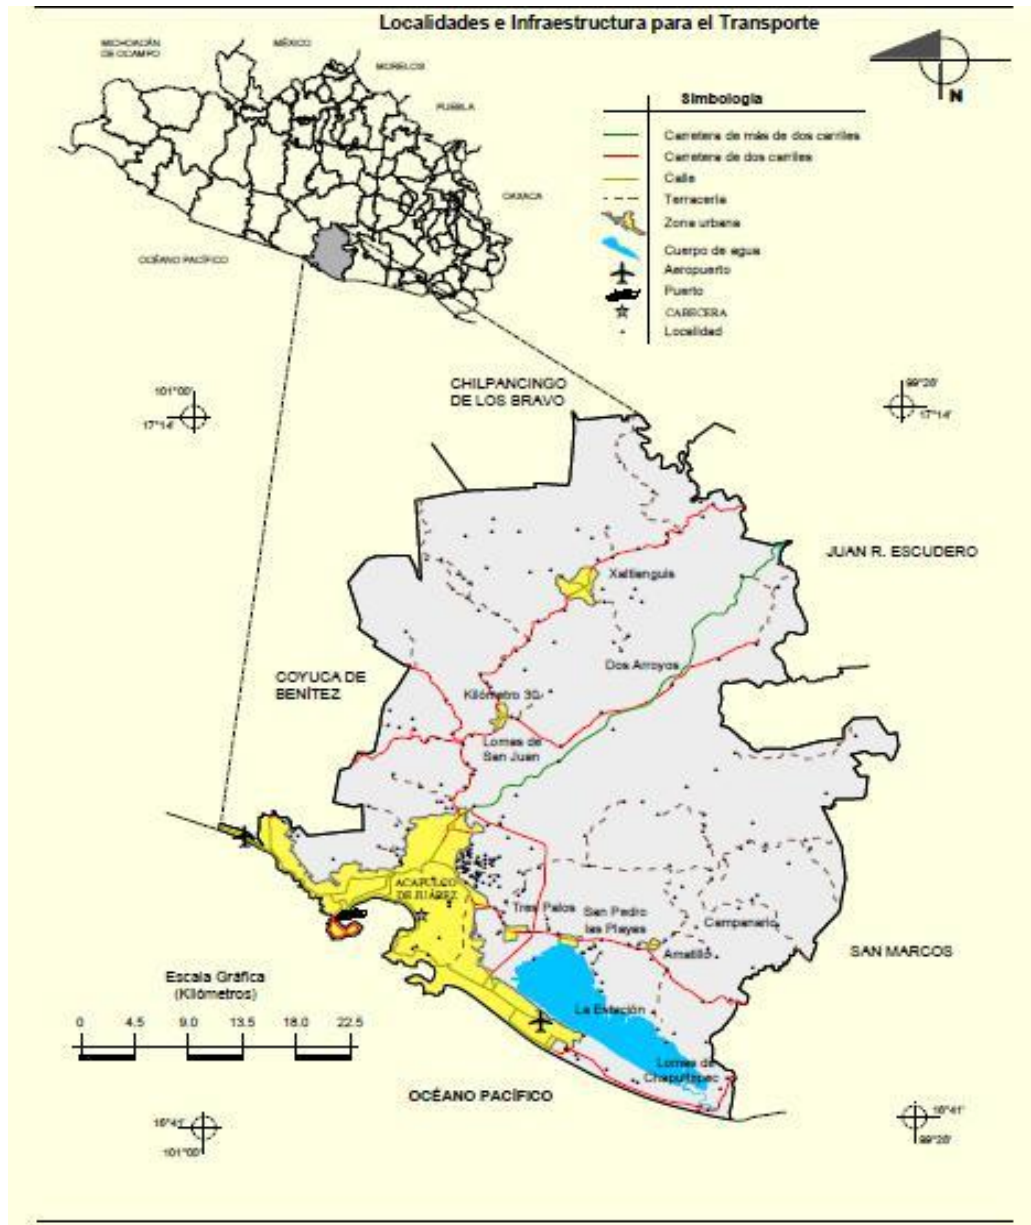 Localidades e Infraestructura para el Transporte
MICHOACÁN
DE OCAMPO
MÉXICO
MORELOS
PUEBLA
OAXACA
OCÉANO PACÍFICO
N
Simbología
Carretera de más de dos carriles
Carretera de dos carriles
Calle
Terracería
Zona urbana
Cuerpo de agua
Aeropuerto
Puerto
CABECERA
Localidad
101°00'
17°14'
99°28'
17°14'
CHILPANCINGO
DE LOS BRAVO
JUAN R. ESCUDERO
Xaltianguis
Dos Arroyos
COYUCA DE
BENÍTEZ
Kilómetro 30
Lomas de
San Juan
ACAPULCO
DE JUÁREZ
Tres Palos
San Pedro
las Playas
Campanario
Amatillo
SAN MARCOS
La Estación
Lomas de
Chapultepec
Escala Gráfica
(Kilómetros)
0 4.5 9.0 13.5 18.0 22.5
OCÉANO PACÍFICO
16°41'
101°00'
16°41'
99°28'